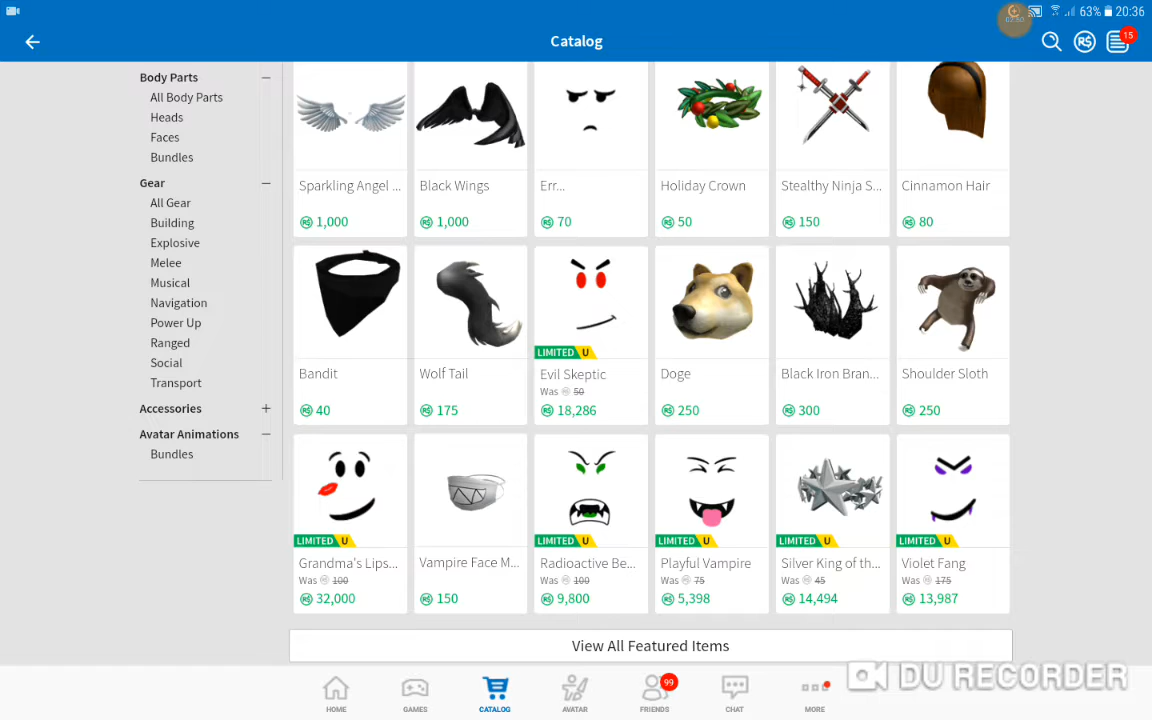 63% 20:36
Catalog
15
Body Parts
All Body Parts
Heads
Faces
Bundles
Gear
All Gear
Building
Explosive
Melee
Musical
Navigation
Power Up
Ranged
Social
Transport
Accessories
Avatar Animations
Bundles
Sparkling Angel ... Black Wings Err... Holiday Crown Stealthy Ninja S... Cinnamon Hair
R$ 1,000 R$ 1,000 R$ 70 R$ 50 R$ 150 R$ 80
LIMITED U
Bandit Wolf Tail Evil Skeptic Doge Black Iron Bran... Shoulder Sloth
Was 50
R$ 40 R$ 175 R$ 18,286 R$ 250 R$ 300 R$ 250
LIMITED U LIMITED U LIMITED U LIMITED U LIMITED U
Grandma's Lips... Vampire Face M... Radioactive Be... Playful Vampire Silver King of th... Violet Fang
Was 100 Was 100 Was 75 Was 45 Was 175
R$ 32,000 R$ 150 R$ 9,800 R$ 5,398 R$ 14,494 R$ 13,987
View All Featured Items
99
HOME GAMES CATALOG AVATAR FRIENDS CHAT MORE
DU RECORDER